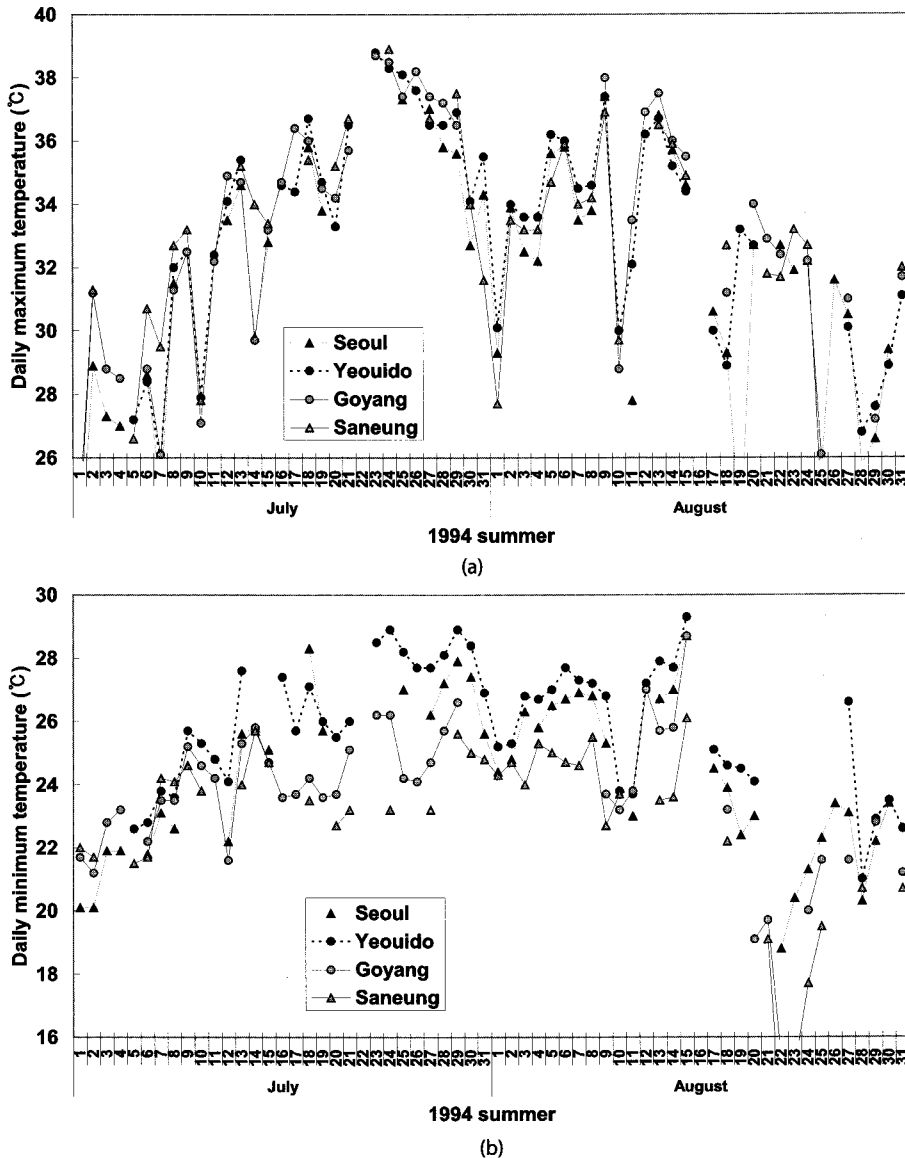 40
38
36
34
32
30
28
26
Daily maximum temperature (℃)
Seoul
Yeouido
Goyang
Saneung
1 2 3 4 5 6 7 8 9 10 11 12 13 14 15 16 17 18 19 20 21 22 23 24 25 26 27 28 29 30 31 1 2 3 4 5 6 7 8 9 10 11 12 13 14 15 16 17 18 19 20 21 22 23 24 25 26 27 28 29 30 31
July August
1994 summer
(a)
30
28
26
24
22
20
18
16
Daily minimum temperature (℃)
Seoul
Yeouido
Goyang
Saneung
1 2 3 4 5 6 7 8 9 10 11 12 13 14 15 16 17 18 19 20 21 22 23 24 25 26 27 28 29 30 31 1 2 3 4 5 6 7 8 9 10 11 12 13 14 15 16 17 18 19 20 21 22 23 24 25 26 27 28 29 30 31
July August
1994 summer
(b)